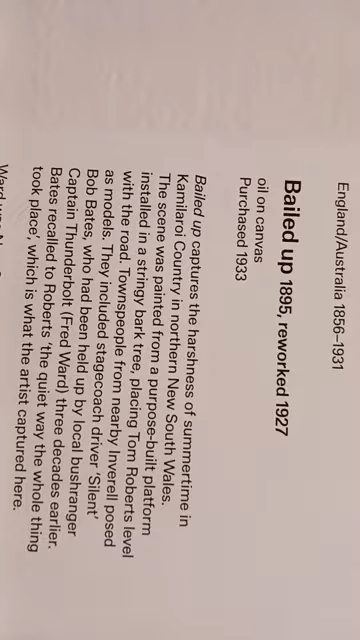 England/Australia 1856–1931
Bailed up 1895, reworked 1927
oil on canvas
Purchased 1933
Bailed up captures the harshness of summertime in
Kamilaroi Country in northern New South Wales.
The scene was painted from a purpose-built platform
installed in a stringy bark tree, placing Tom Roberts level
with the road. Townspeople from nearby Inverell posed
as models. They included stagecoach driver ‘Silent’
Bob Bates, who had been held up by local bushranger
Captain Thunderbolt (Fred Ward) three decades earlier.
Bates recalled to Roberts ‘the quiet way the whole thing
took place’, which is what the artist captured here.
Ward was